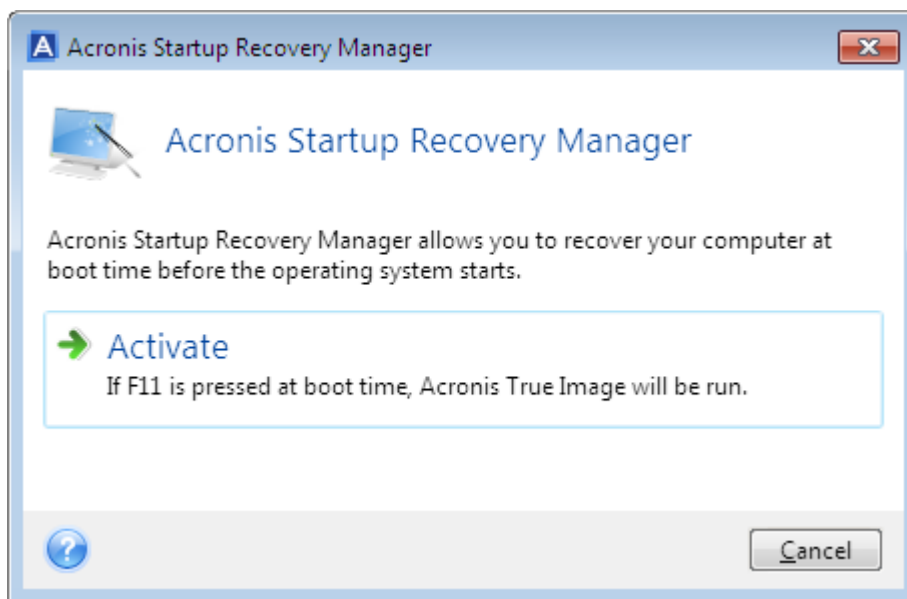 Acronis Startup Recovery Manager
Acronis Startup Recovery Manager
Acronis Startup Recovery Manager allows you to recover your computer at
boot time before the operating system starts.
Activate
If F11 is pressed at boot time, Acronis True Image will be run.
Cancel